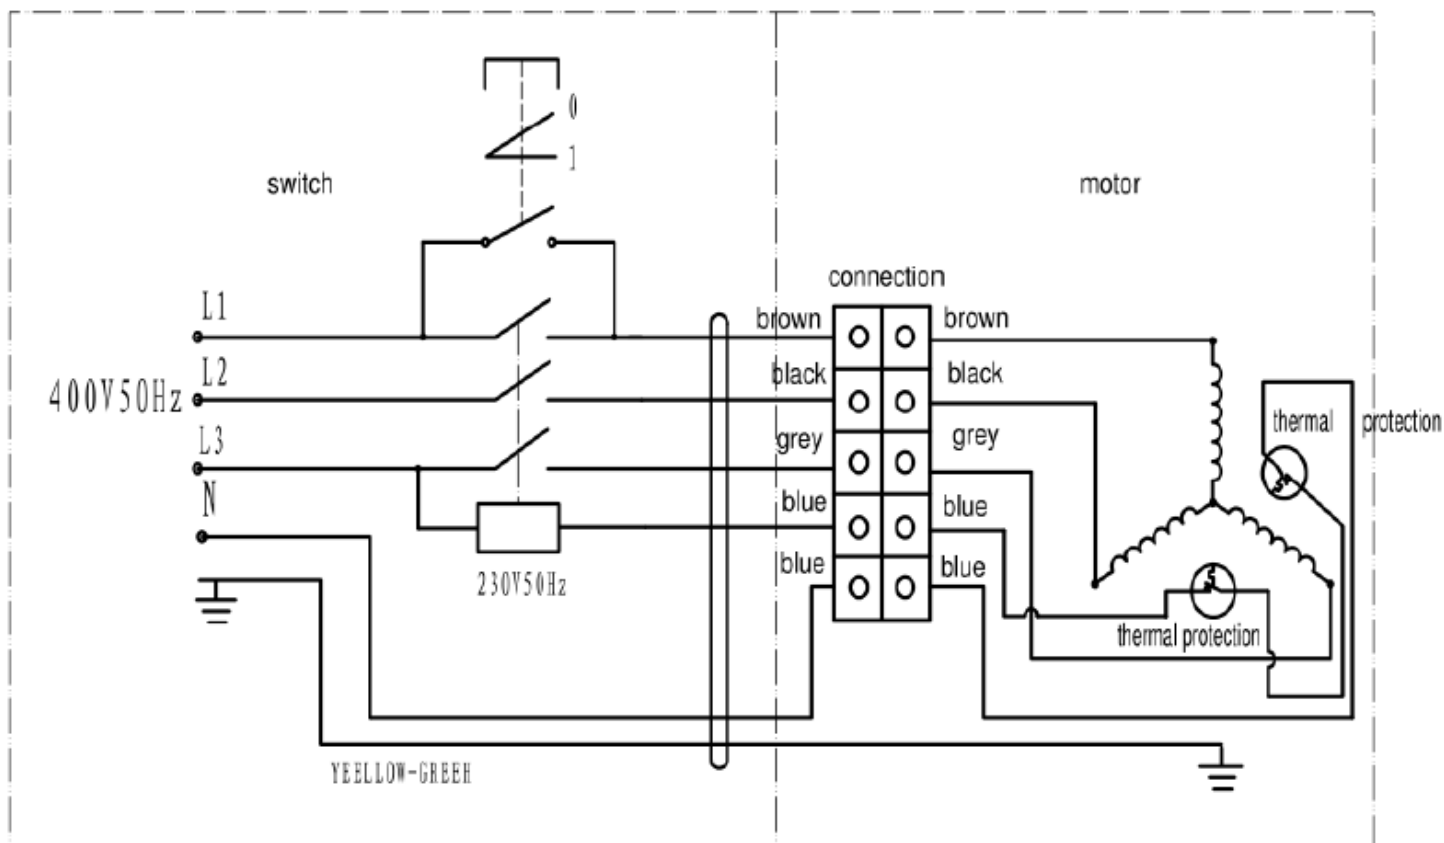 0
1
switch
motor
connection
L1
brown
brown
L2
black
black
400V50Hz
thermal protection
L3
grey
grey
N
blue
blue
230V50Hz
blue
blue
thermal protection
YEELLOW-GREEH